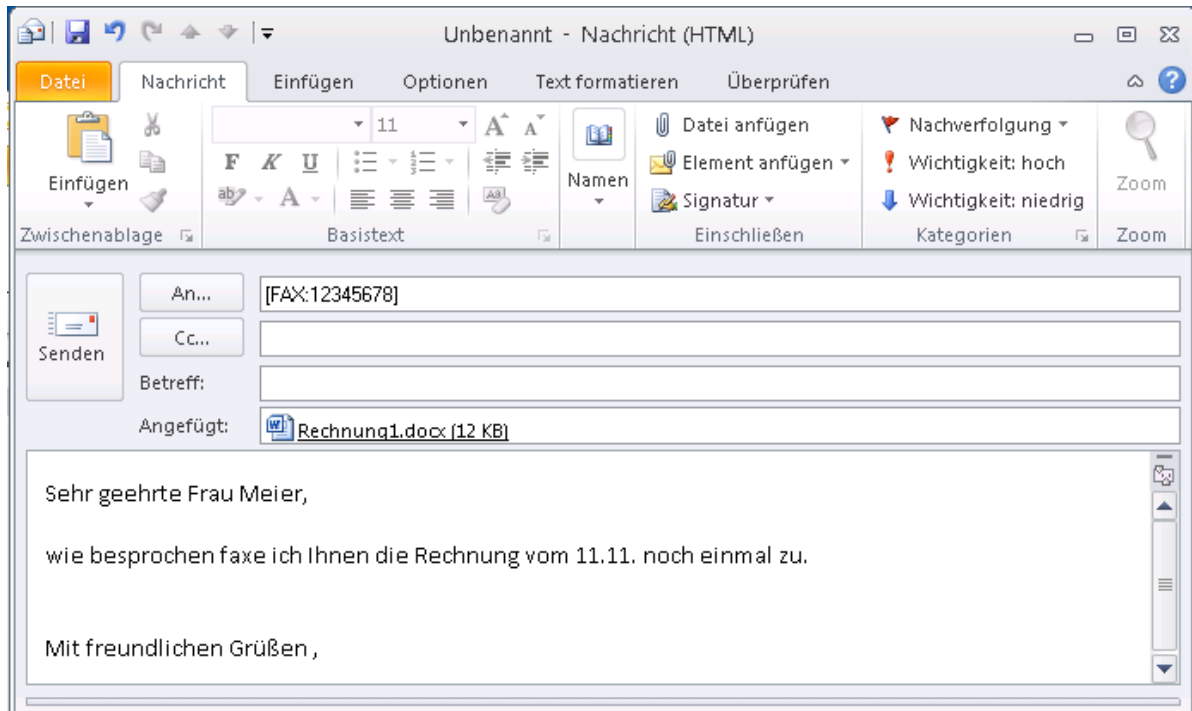 Unbenannt - Nachricht (HTML)
Datei Nachricht Einfügen Optionen Text formatieren Überprüfen
11 A A Datei anfügen Nachverfolgung
F K U Element anfügen Wichtigkeit: hoch
Einfügen Namen Zoom
ab A Aa Signatur Wichtigkeit: niedrig
Zwischenablage Basistext Einschließen Kategorien Zoom
An... [FAX:12345678]
Cc...
Senden
Betreff:
Angefügt: Rechnung1.docx (12 KB)
Sehr geehrte Frau Meier,
wie besprochen faxe ich Ihnen die Rechnung vom 11.11. noch einmal zu.
Mit freundlichen Grüßen ,